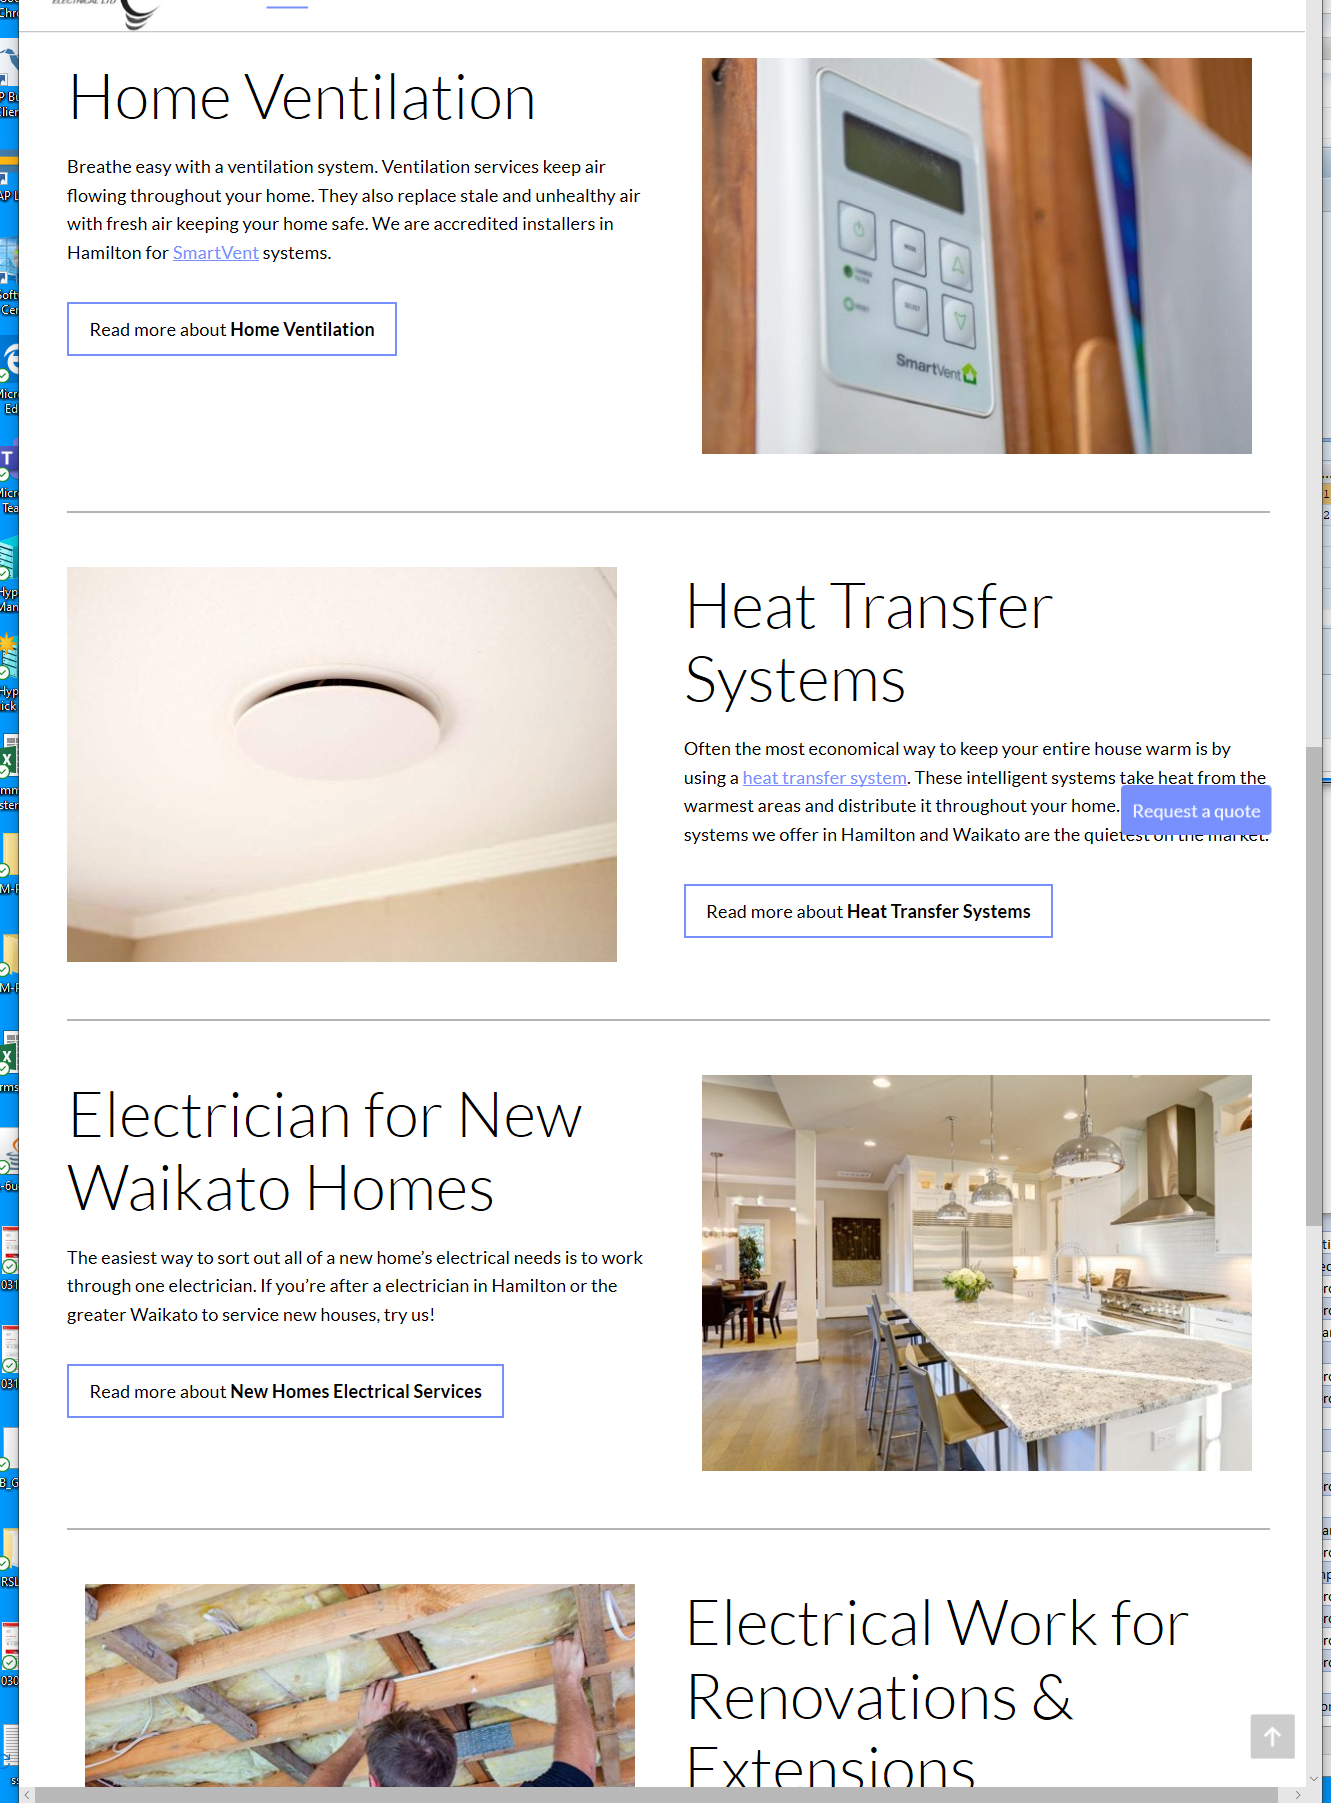 Home Ventilation
Breathe easy with a ventilation system. Ventilation services keep air
flowing throughout your home. They also replace stale and unhealthy air
with fresh air keeping your home safe. We are accredited installers in
Hamilton for SmartVent systems.
Read more about Home Ventilation
MODE
SELECT
SmartVent
Heat Transfer
Systems
Often the most economical way to keep your entire house warm is by
using a heat transfer system. These intelligent systems take heat from the
warmest areas and distribute it throughout your home.
Request a quote
systems we offer in Hamilton and Waikato are the quietest on the market.
Read more about Heat Transfer Systems
Electrician for New
Waikato Homes
The easiest way to sort out all of a new home’s electrical needs is to work
through one electrician. If you’re after a electrician in Hamilton or the
greater Waikato to service new houses, try us!
Read more about New Homes Electrical Services
Electrical Work for
Renovations &
Extensions